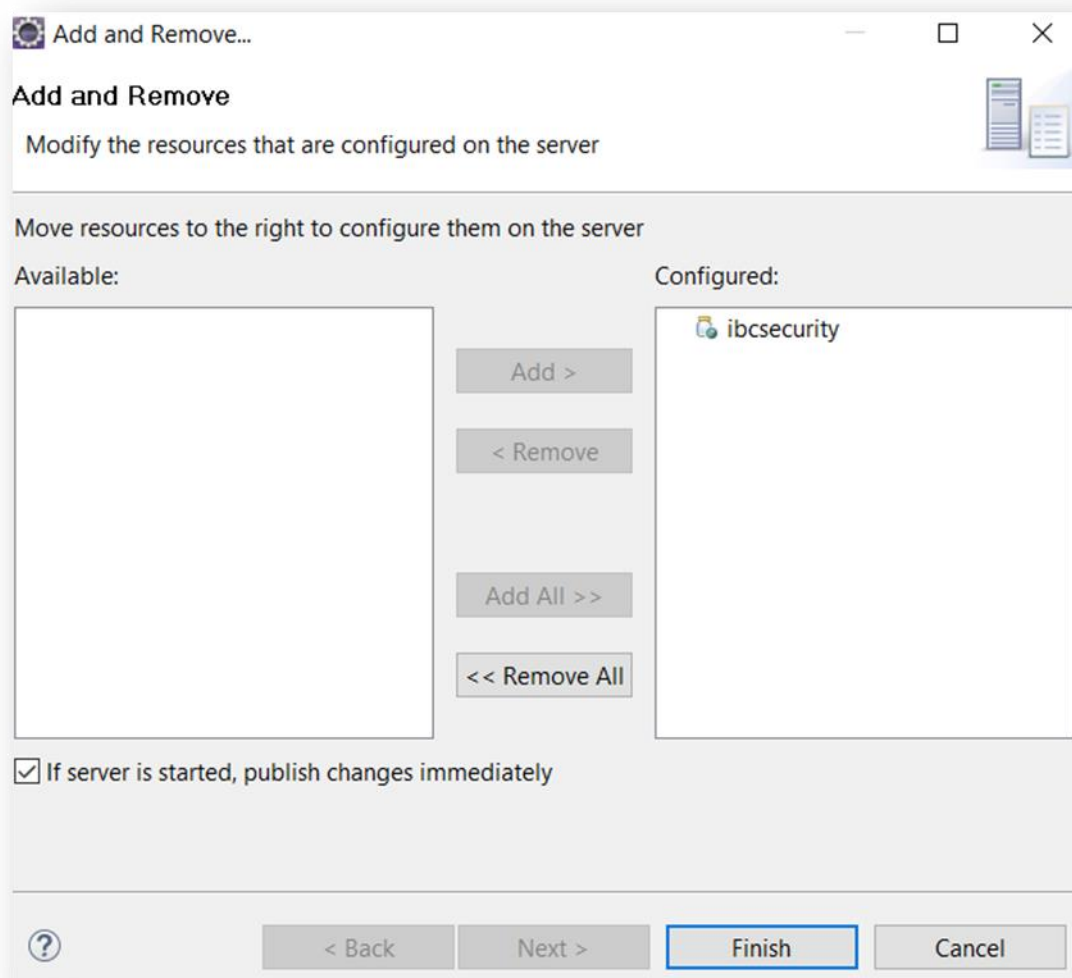 Add and Remove...
Add and Remove
Modify the resources that are configured on the server
Move resources to the right to configure them on the server
Available:
Configured:
ibcsecurity
Add >
< Remove
Add All >>
<< Remove All
If server is started, publish changes immediately
?
< Back
Next >
Finish
Cancel